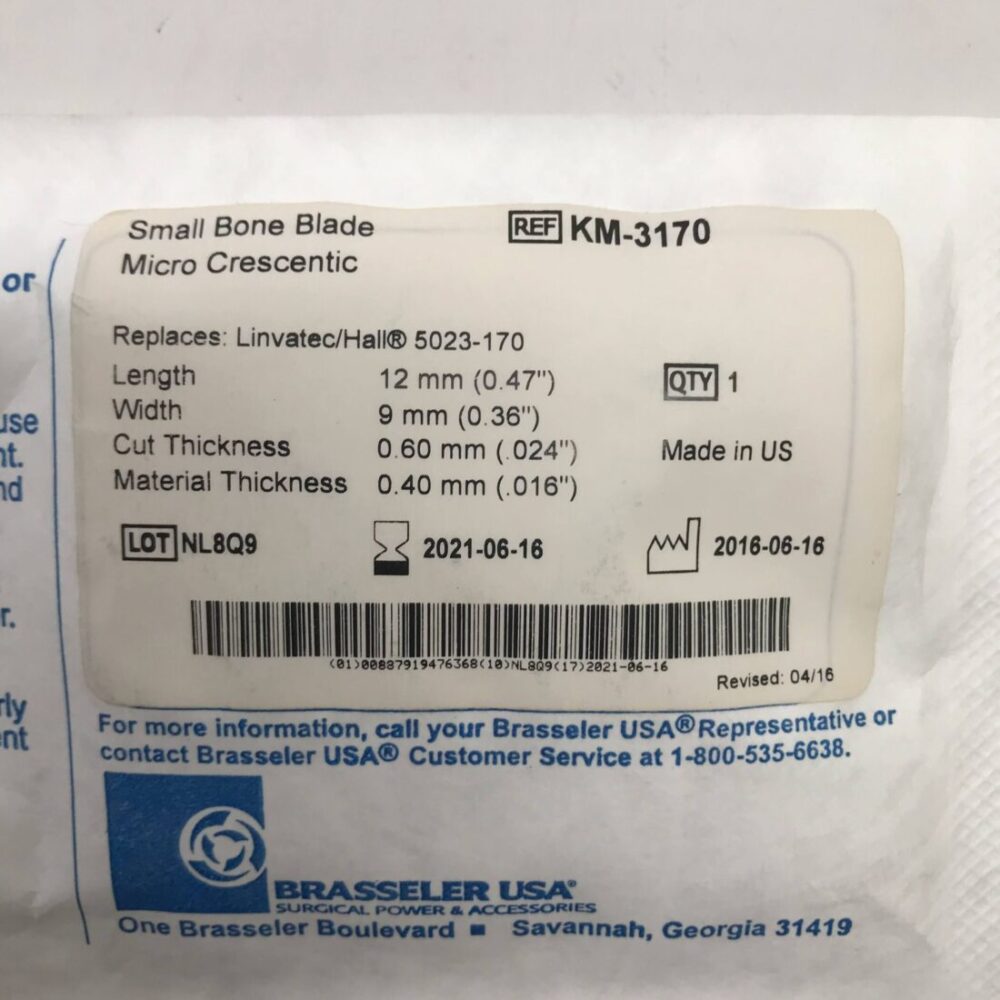 Small Bone Blade
Micro Crescentic
REF KM-3170
Replaces: Linvatec/Hall® 5023-170
Length 12 mm (0.47")
Width 9 mm (0.36")
Cut Thickness 0.60 mm (.024")
Material Thickness 0.40 mm (.016")
QTY 1
Made in US
LOT NL8Q9
2021-06-16
2016-06-16
(01)00887919476368(10)NL8Q9(17)2021-06-16
Revised: 04/16
For more information, call your Brasseler USA® Representative or
contact Brasseler USA® Customer Service at 1-800-535-6638.
BRASSELER USA®
SURGICAL POWER & ACCESSORIES
One Brasseler Boulevard ■ Savannah, Georgia 31419
or